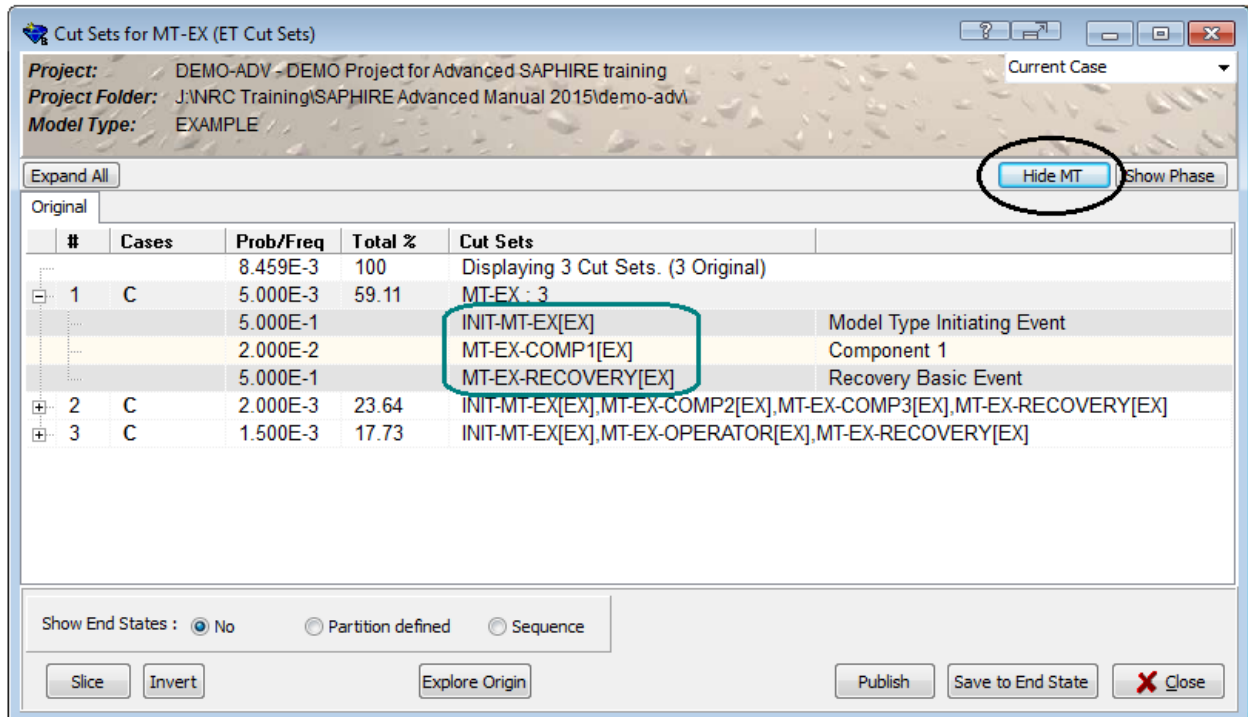 Cut Sets for MT-EX (ET Cut Sets)
Project: DEMO-ADV - DEMO Project for Advanced SAPHIRE training
Current Case
Project Folder: J:\NRC Training\SAPHIRE Advanced Manual 2015\demo-adv\
Model Type: EXAMPLE
Expand All Hide MT Show Phase
Original
# Cases Prob/Freq Total % Cut Sets
8.459E-3 100 Displaying 3 Cut Sets. (3 Original)
1 C 5.000E-3 59.11 MT-EX : 3
5.000E-1 INIT-MT-EX[EX] Model Type Initiating Event
2.000E-2 MT-EX-COMP1[EX] Component 1
5.000E-1 MT-EX-RECOVERY[EX] Recovery Basic Event
2 C 2.000E-3 23.64 INIT-MT-EX[EX],MT-EX-COMP2[EX],MT-EX-COMP3[EX],MT-EX-RECOVERY[EX]
3 C 1.500E-3 17.73 INIT-MT-EX[EX],MT-EX-OPERATOR[EX],MT-EX-RECOVERY[EX]
Show End States : No Partition defined Sequence
Slice Invert Explore Origin Publish Save to End State Close